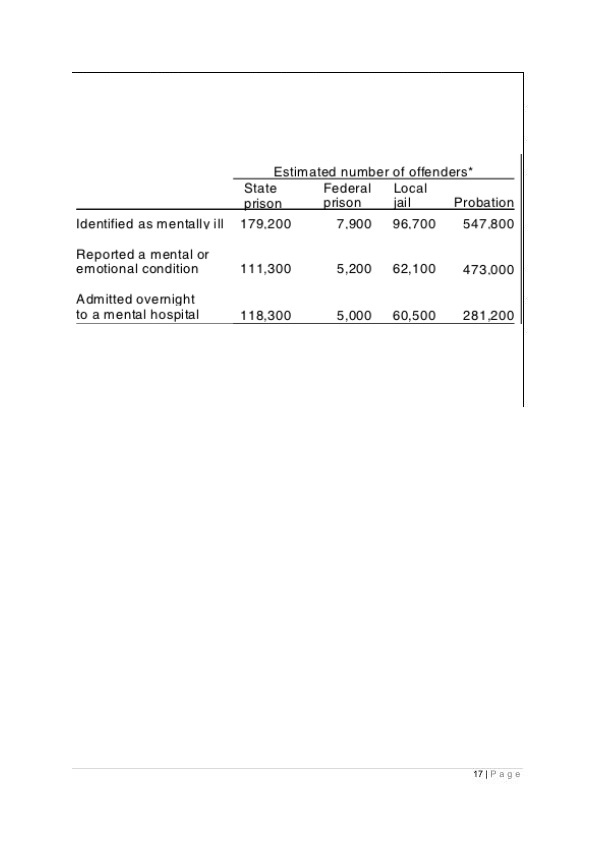 Estimated number of offenders*
State Federal Local
prison prison jail Probation
Identified as mentally ill 179,200 7,900 96,700 547,800
Reported a mental or
emotional condition 111,300 5,200 62,100 473,000
Admitted overnight
to a mental hospital 118,300 5,000 60,500 281,200
17 | P a g e